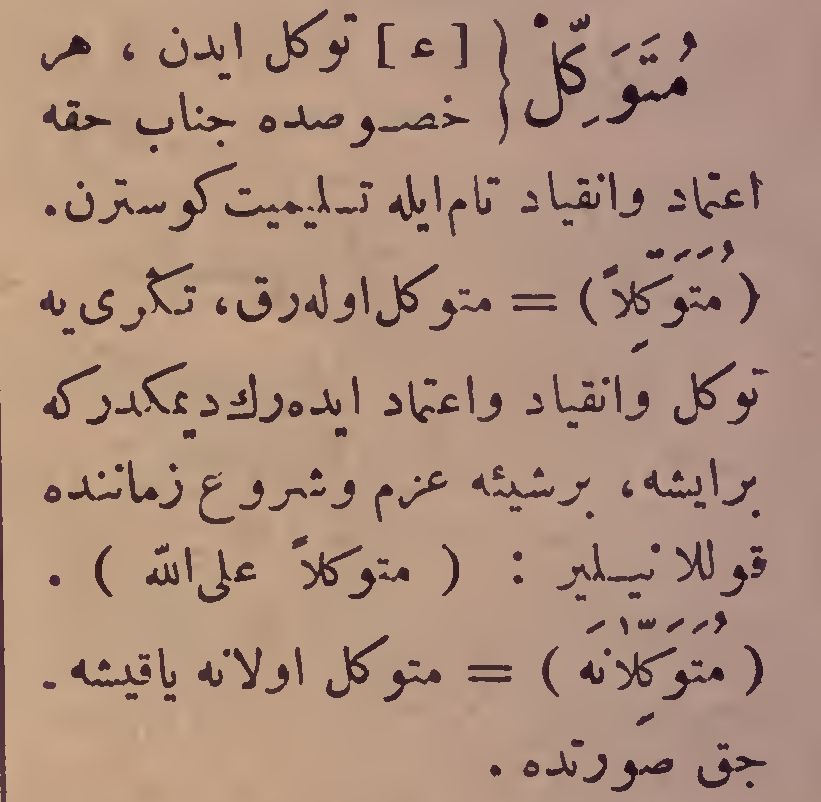 مُتَوَكِّلْ { [ ع ] توكل ايدن ، هر
خصوصده جناب حقه
اعتماد وانقياد تام ايله تسليميت كوسترن.
( مُتَوَكِّلاً ) = متوكل اوله رق ، تڭرى يه
توكل وانقياد واعتماد ايده رك ديمكدركه
برايشه ، برشيئه عزم وشروع زماننده
قوللانيلير : ( متوكلاً على الله ) .
( مُتَوَكِّلانَه ) = متوكل اولانه ياقيشه -
جق صورتده .